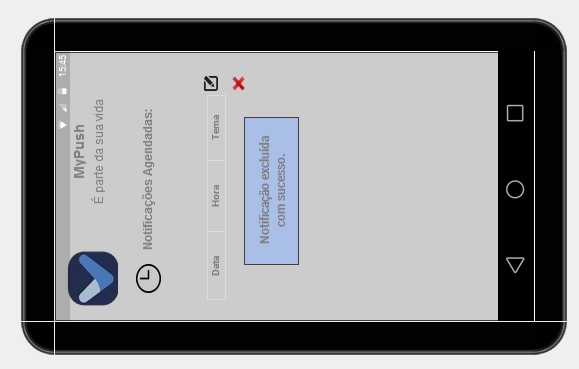 15:45
MyPush
É parte da sua vida
Notificações Agendadas:
Data Hora Tema
Notificação excluída
com sucesso.